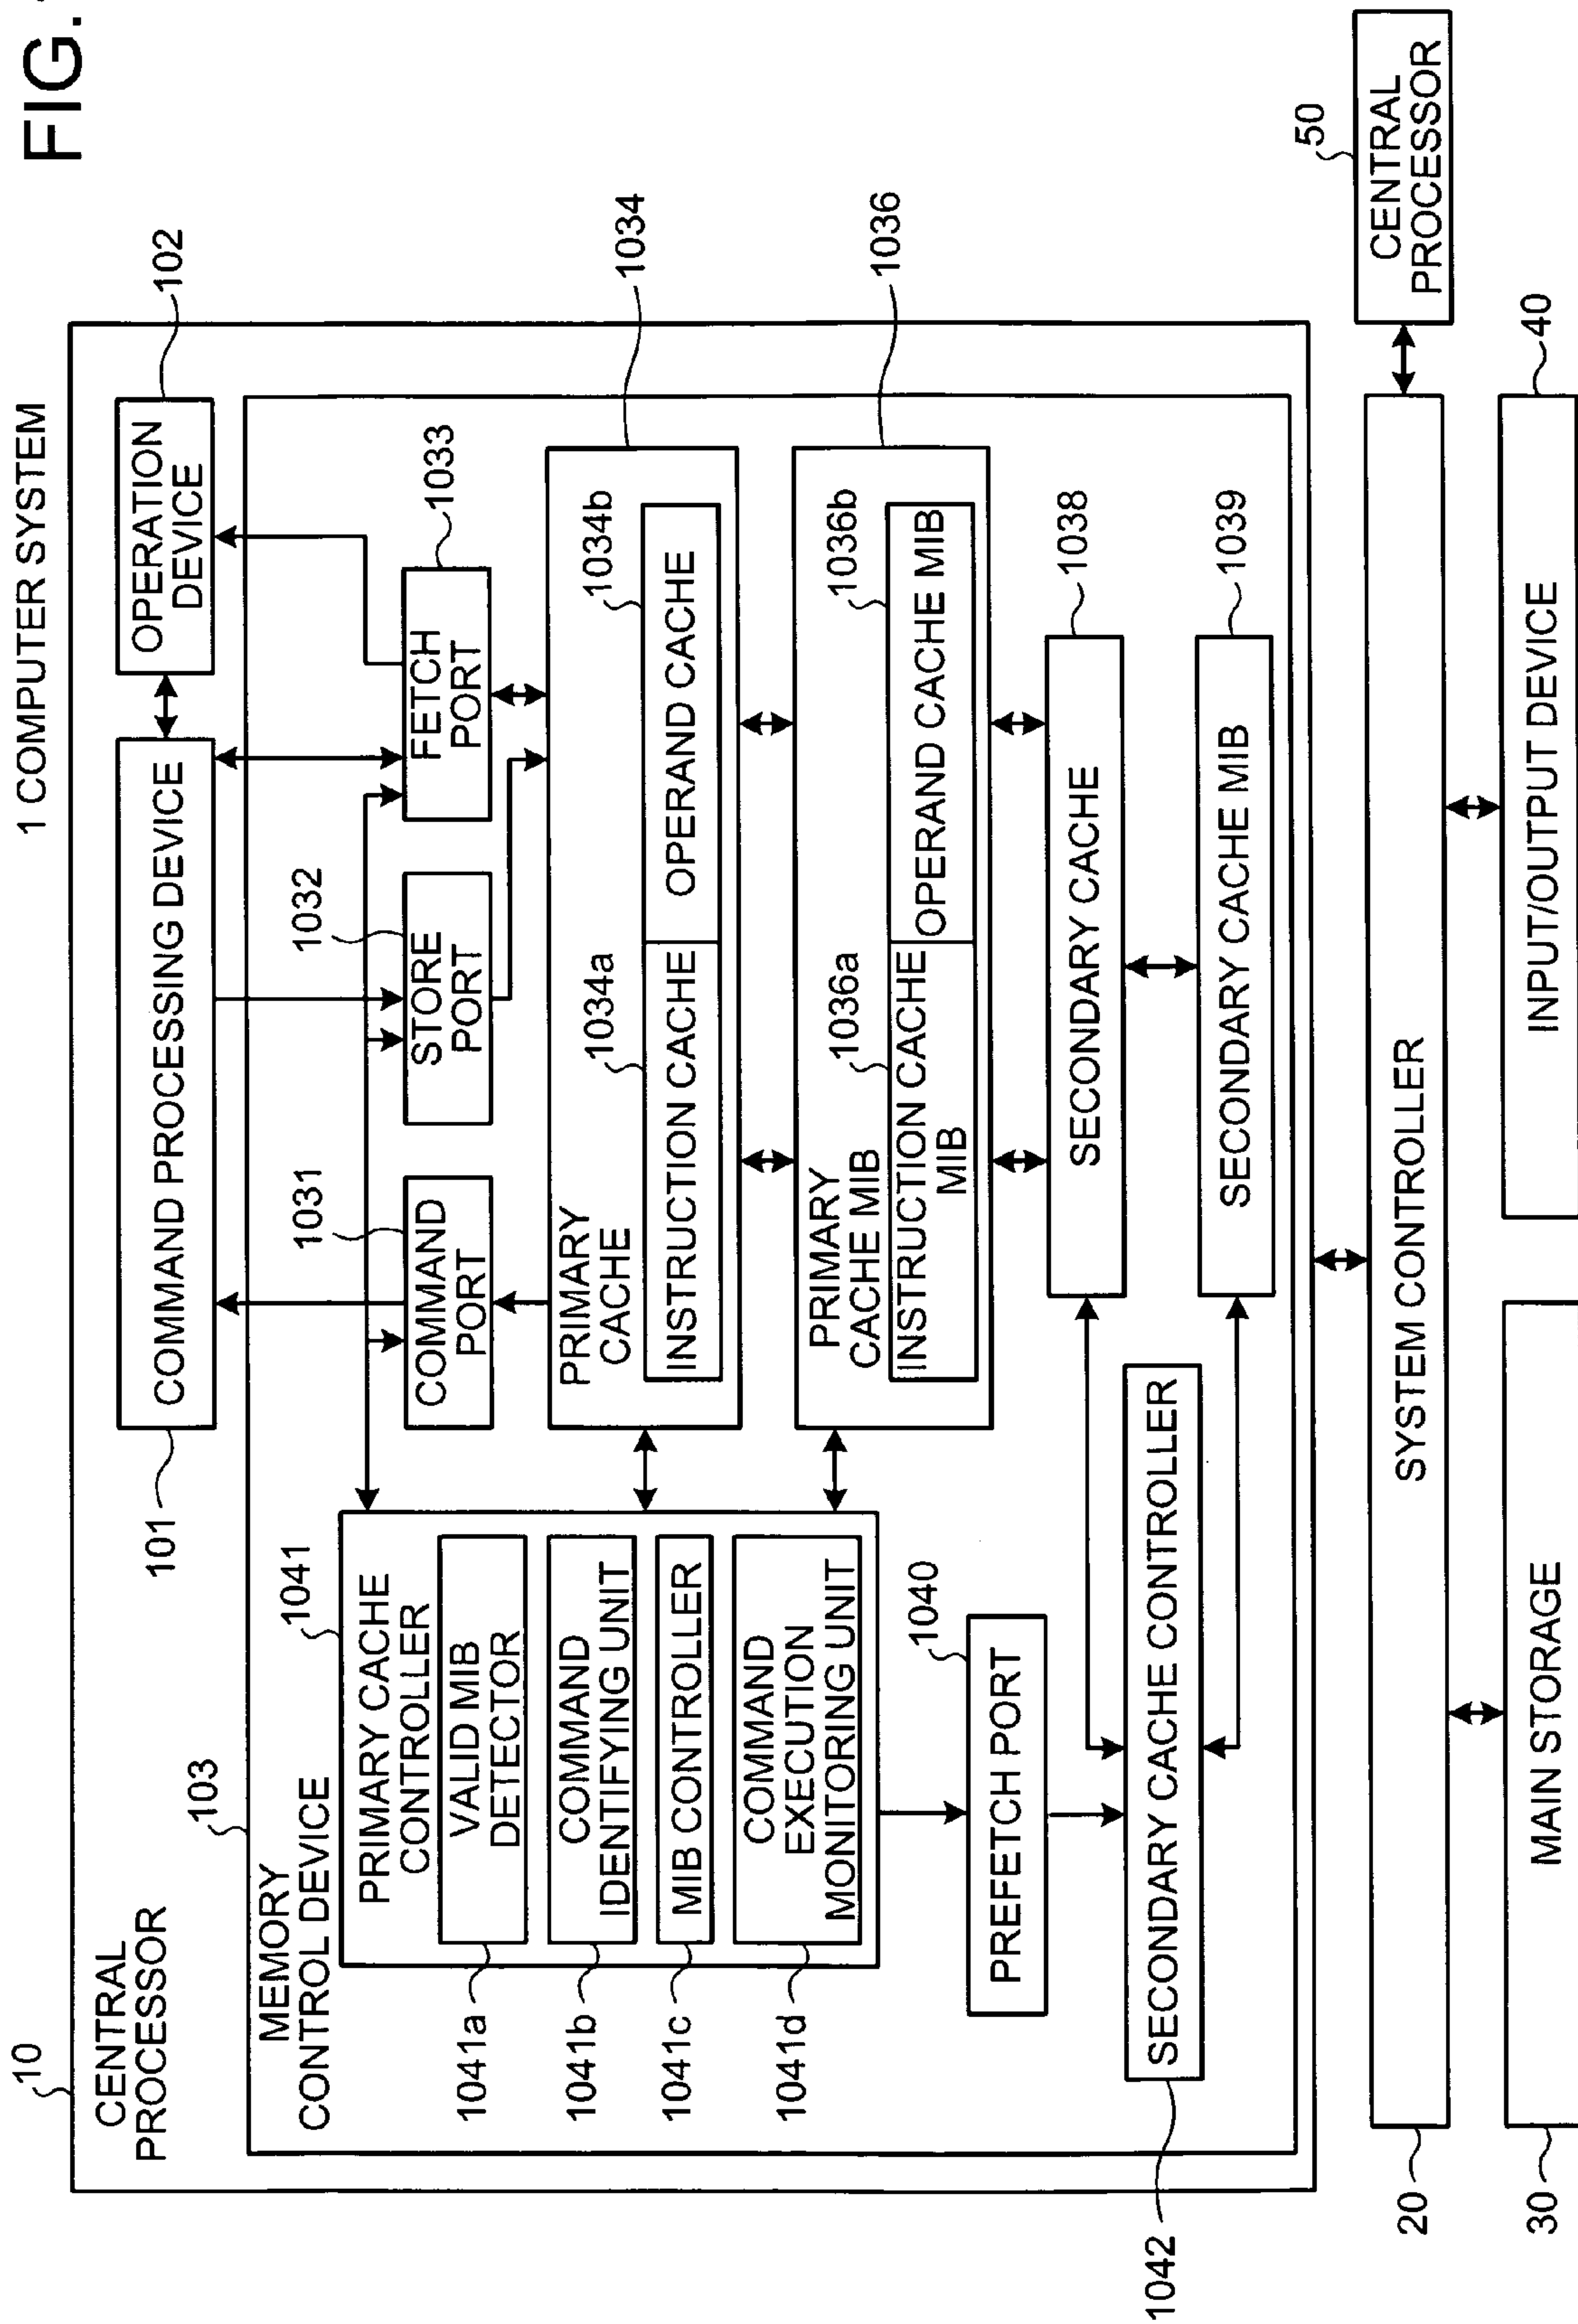 FIG.
1 COMPUTER SYSTEM
10
CENTRAL
PROCESSOR
101
COMMAND PROCESSING DEVICE
OPERATION
DEVICE
102
103
MEMORY
CONTROL DEVICE
1041
PRIMARY CACHE
CONTROLLER
1041a
VALID MIB
DETECTOR
1041b
COMMAND
IDENTIFYING UNIT
1041c
MIB CONTROLLER
1041d
COMMAND
EXECUTION
MONITORING UNIT
1031
COMMAND
PORT
1032
STORE
PORT
1033
FETCH
PORT
1034
PRIMARY
CACHE
1034a
INSTRUCTION CACHE
1034b
OPERAND CACHE
1036
PRIMARY
CACHE MIB
1036a
INSTRUCTION CACHE
MIB
1036b
OPERAND CACHE MIB
1040
PREFETCH PORT
1038
SECONDARY CACHE
1042
SECONDARY CACHE CONTROLLER
1039
SECONDARY CACHE MIB
50
CENTRAL
PROCESSOR
20
SYSTEM CONTROLLER
30
MAIN STORAGE
40
INPUT/OUTPUT DEVICE